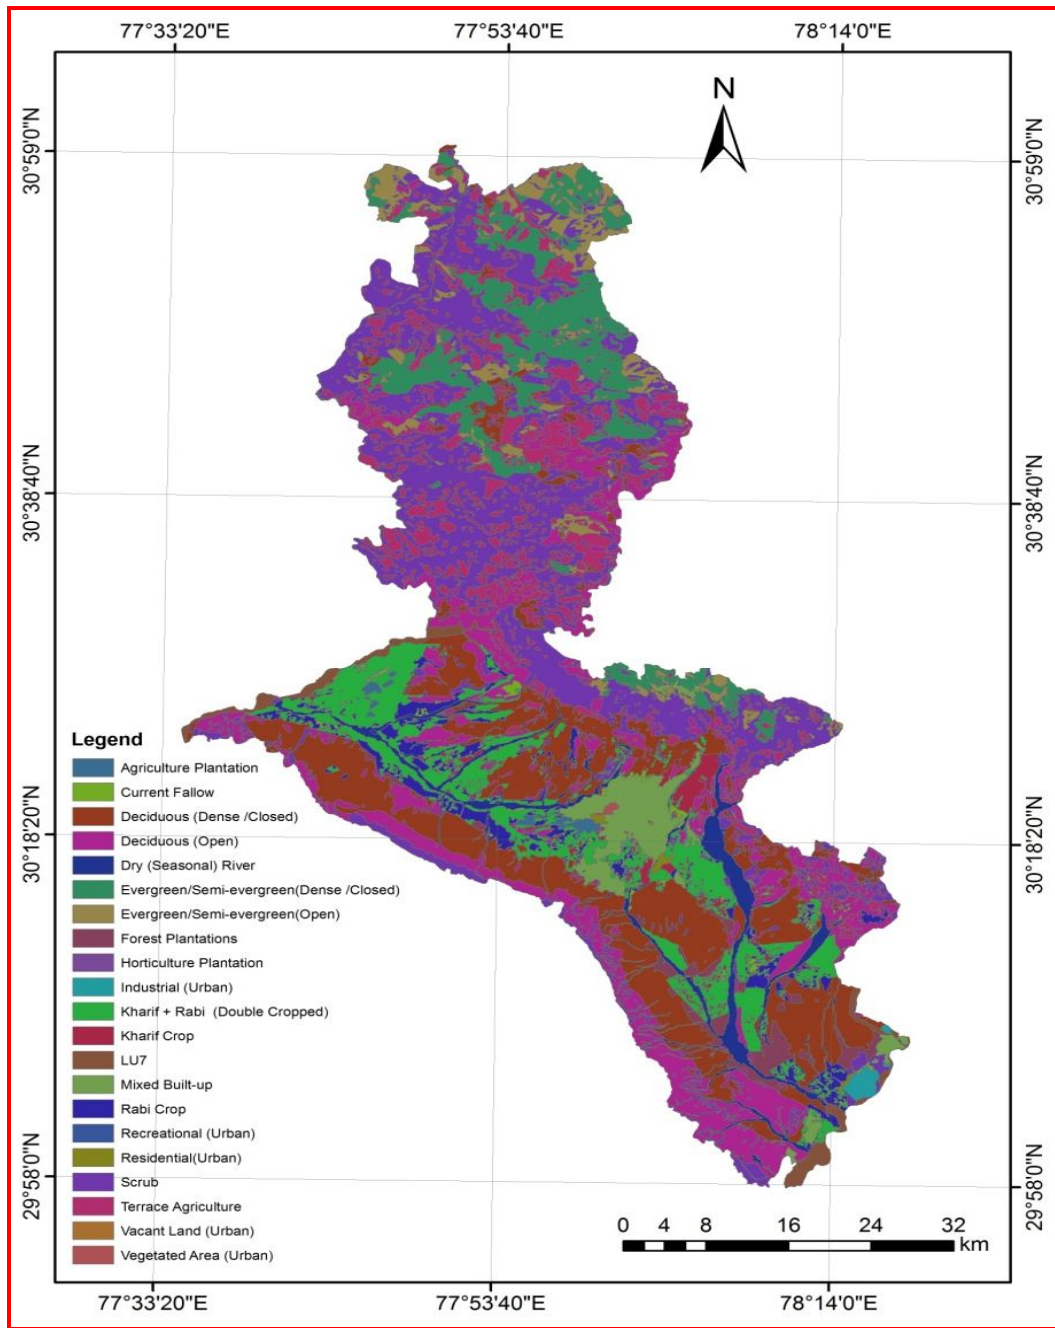 77°33'20"E 77°53'40"E 78°14'0"E
N
30°59'0"N 30°59'0"N
30°38'40"N 30°38'40"N
30°18'20"N 30°18'20"N
29°58'0"N 29°58'0"N
Legend
Agriculture Plantation
Current Fallow
Deciduous (Dense /Closed)
Deciduous (Open)
Dry (Seasonal) River
Evergreen/Semi-evergreen(Dense /Closed)
Evergreen/Semi-evergreen(Open)
Forest Plantations
Horticulture Plantation
Industrial (Urban)
Kharif + Rabi (Double Cropped)
Kharif Crop
LU7
Mixed Built-up
Rabi Crop
Recreational (Urban)
Residential(Urban)
Scrub
Terrace Agriculture
Vacant Land (Urban)
Vegetated Area (Urban)
0 4 8 16 24 32
km
77°33'20"E 77°53'40"E 78°14'0"E